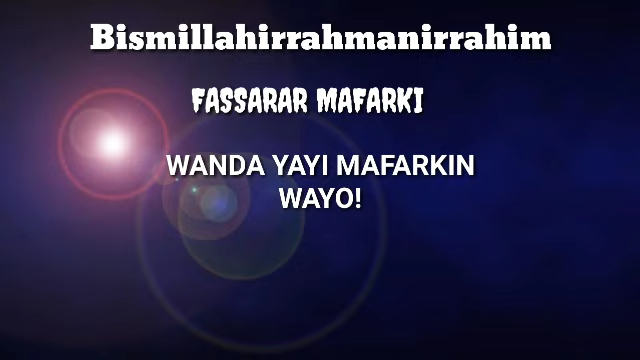 Bismillahirrahmanirrahim
FASSARAR MAFARKI
WANDA YAYI MAFARKIN
WAYO!